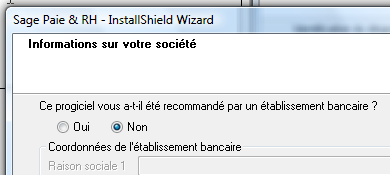 Sage Paie & RH - InstallShield Wizard
Informations sur votre société
Ce progiciel vous a-t-il été recommandé par un établissement bancaire ?
Oui Non
Coordonnées de l'établissement bancaire
Raison sociale 1